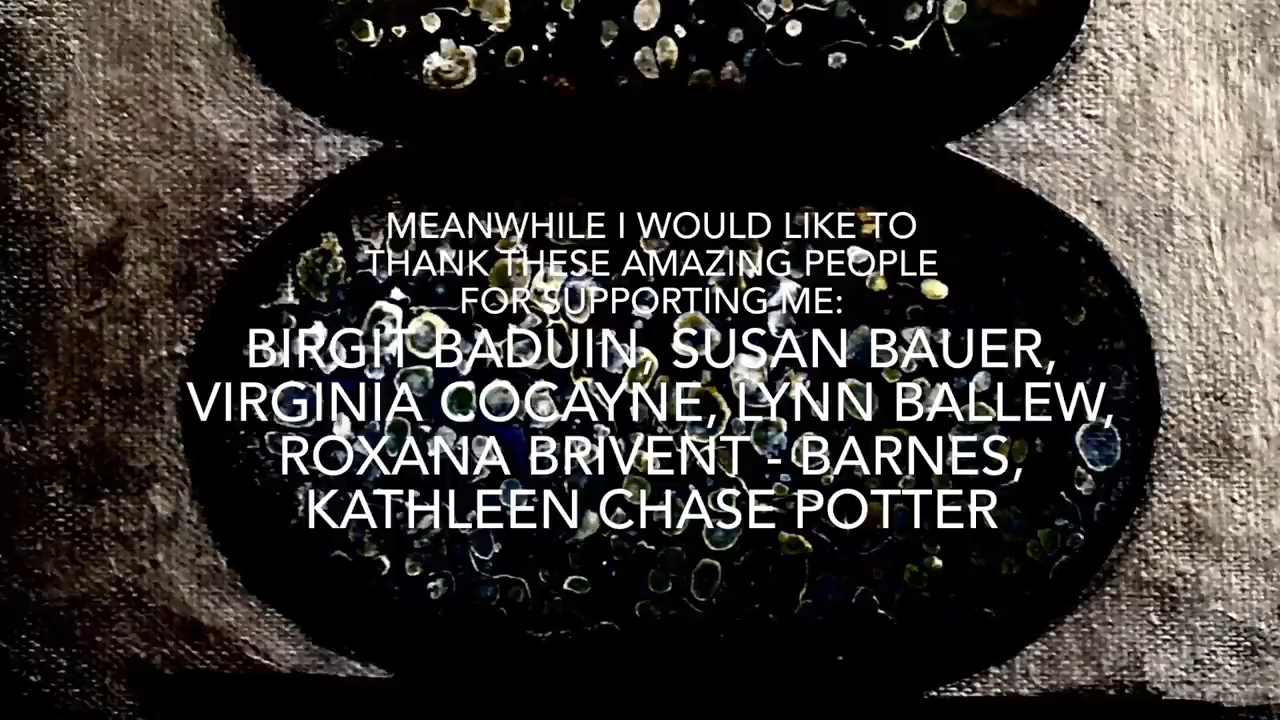 MEANWHILE I WOULD LIKE TO
THANK THESE AMAZING PEOPLE
FOR SUPPORTING ME:
BIRGIT BADUIN, SUSAN BAUER,
VIRGINIA COCAYNE, LYNN BALLEW,
ROXANA BRIVENT - BARNES,
KATHLEEN CHASE POTTER